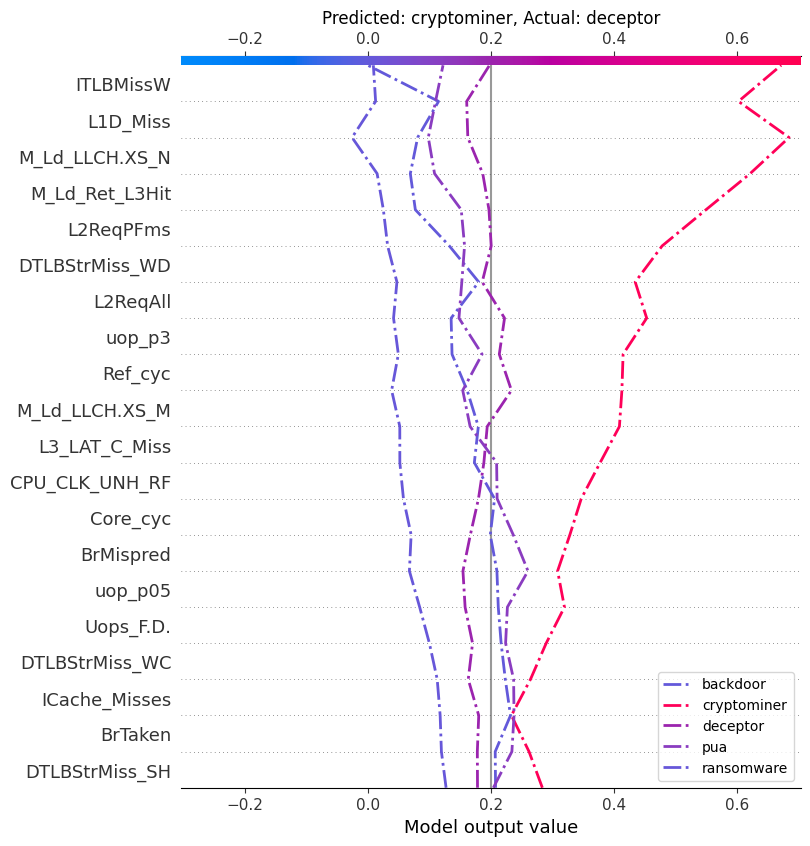 Predicted: cryptominer, Actual: deceptor
−0.2 0.0 0.2 0.4 0.6
ITLBMissW
L1D_Miss
M_Ld_LLCH.XS_N
M_Ld_Ret_L3Hit
L2ReqPFms
DTLBStrMiss_WD
L2ReqAll
uop_p3
Ref_cyc
M_Ld_LLCH.XS_M
L3_LAT_C_Miss
CPU_CLK_UNH_RF
Core_cyc
BrMispred
uop_p05
Uops_F.D.
DTLBStrMiss_WC
ICache_Misses
BrTaken
DTLBStrMiss_SH
backdoor
cryptominer
deceptor
pua
ransomware
−0.2 0.0 0.2 0.4 0.6
Model output value